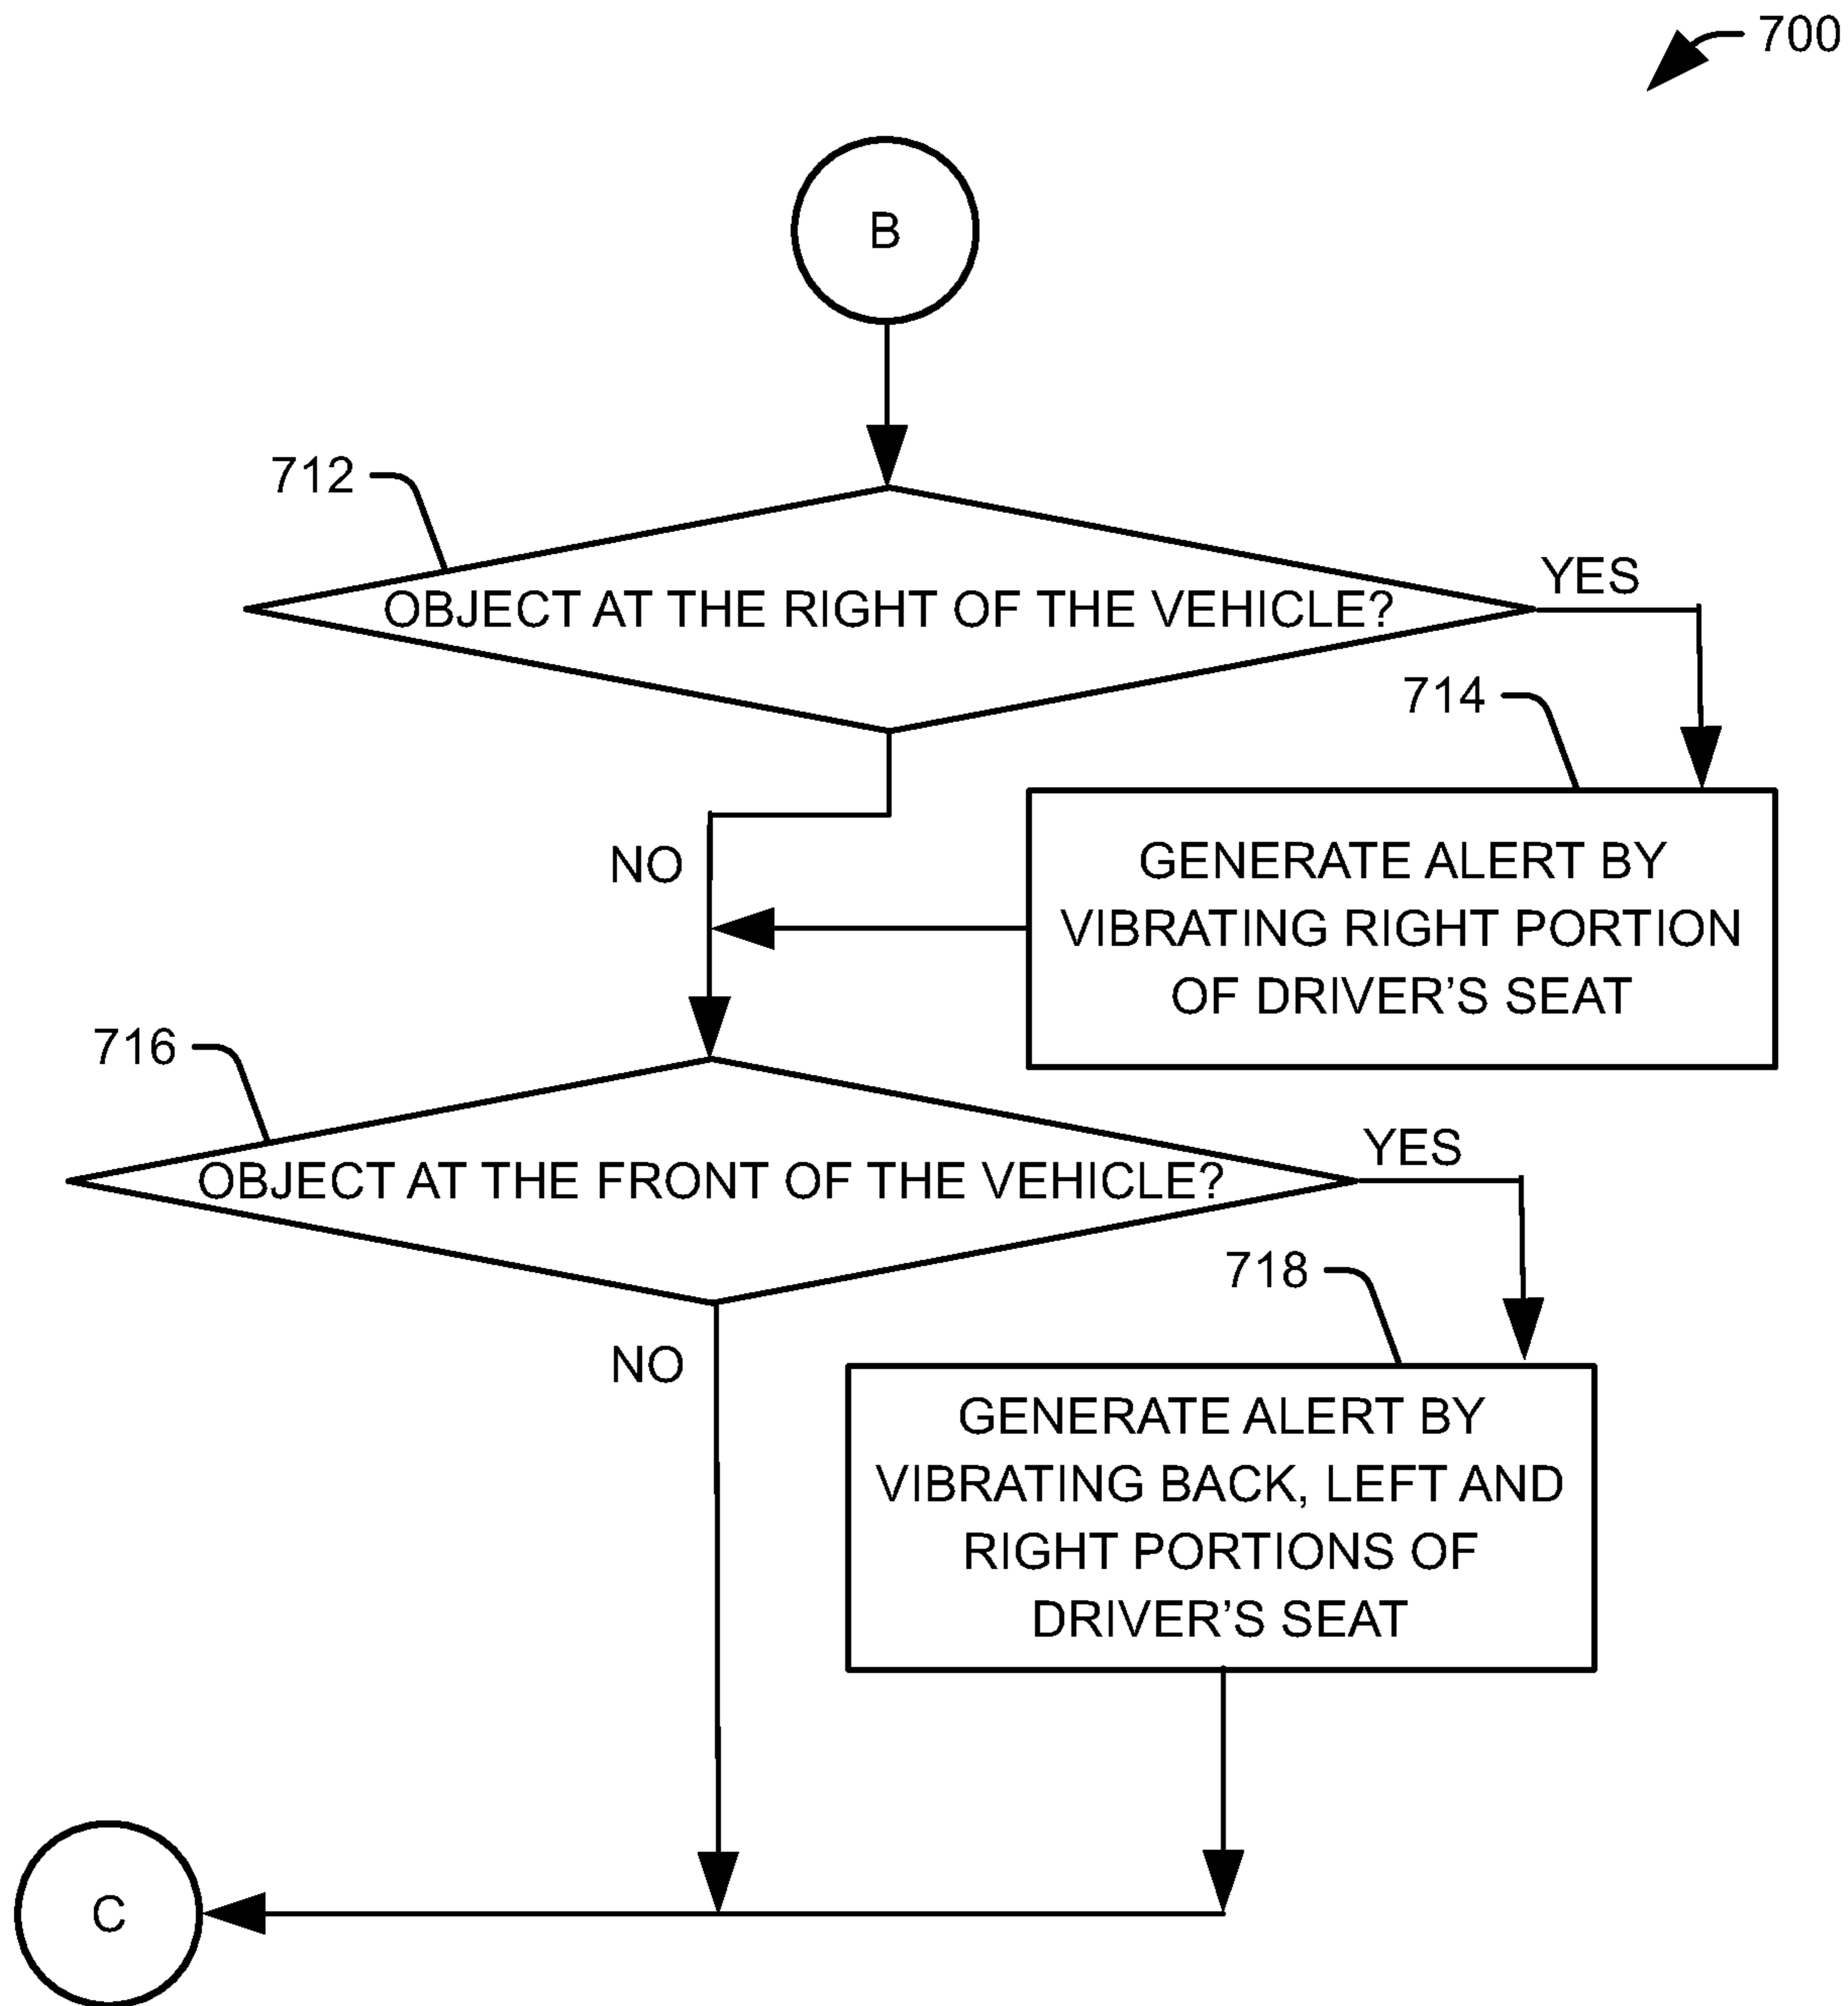 700
B
712
OBJECT AT THE RIGHT OF THE VEHICLE?
YES
714
GENERATE ALERT BY
VIBRATING RIGHT PORTION
OF DRIVER’S SEAT
NO
716
OBJECT AT THE FRONT OF THE VEHICLE?
YES
718
GENERATE ALERT BY
VIBRATING BACK, LEFT AND
RIGHT PORTIONS OF
DRIVER’S SEAT
NO
C